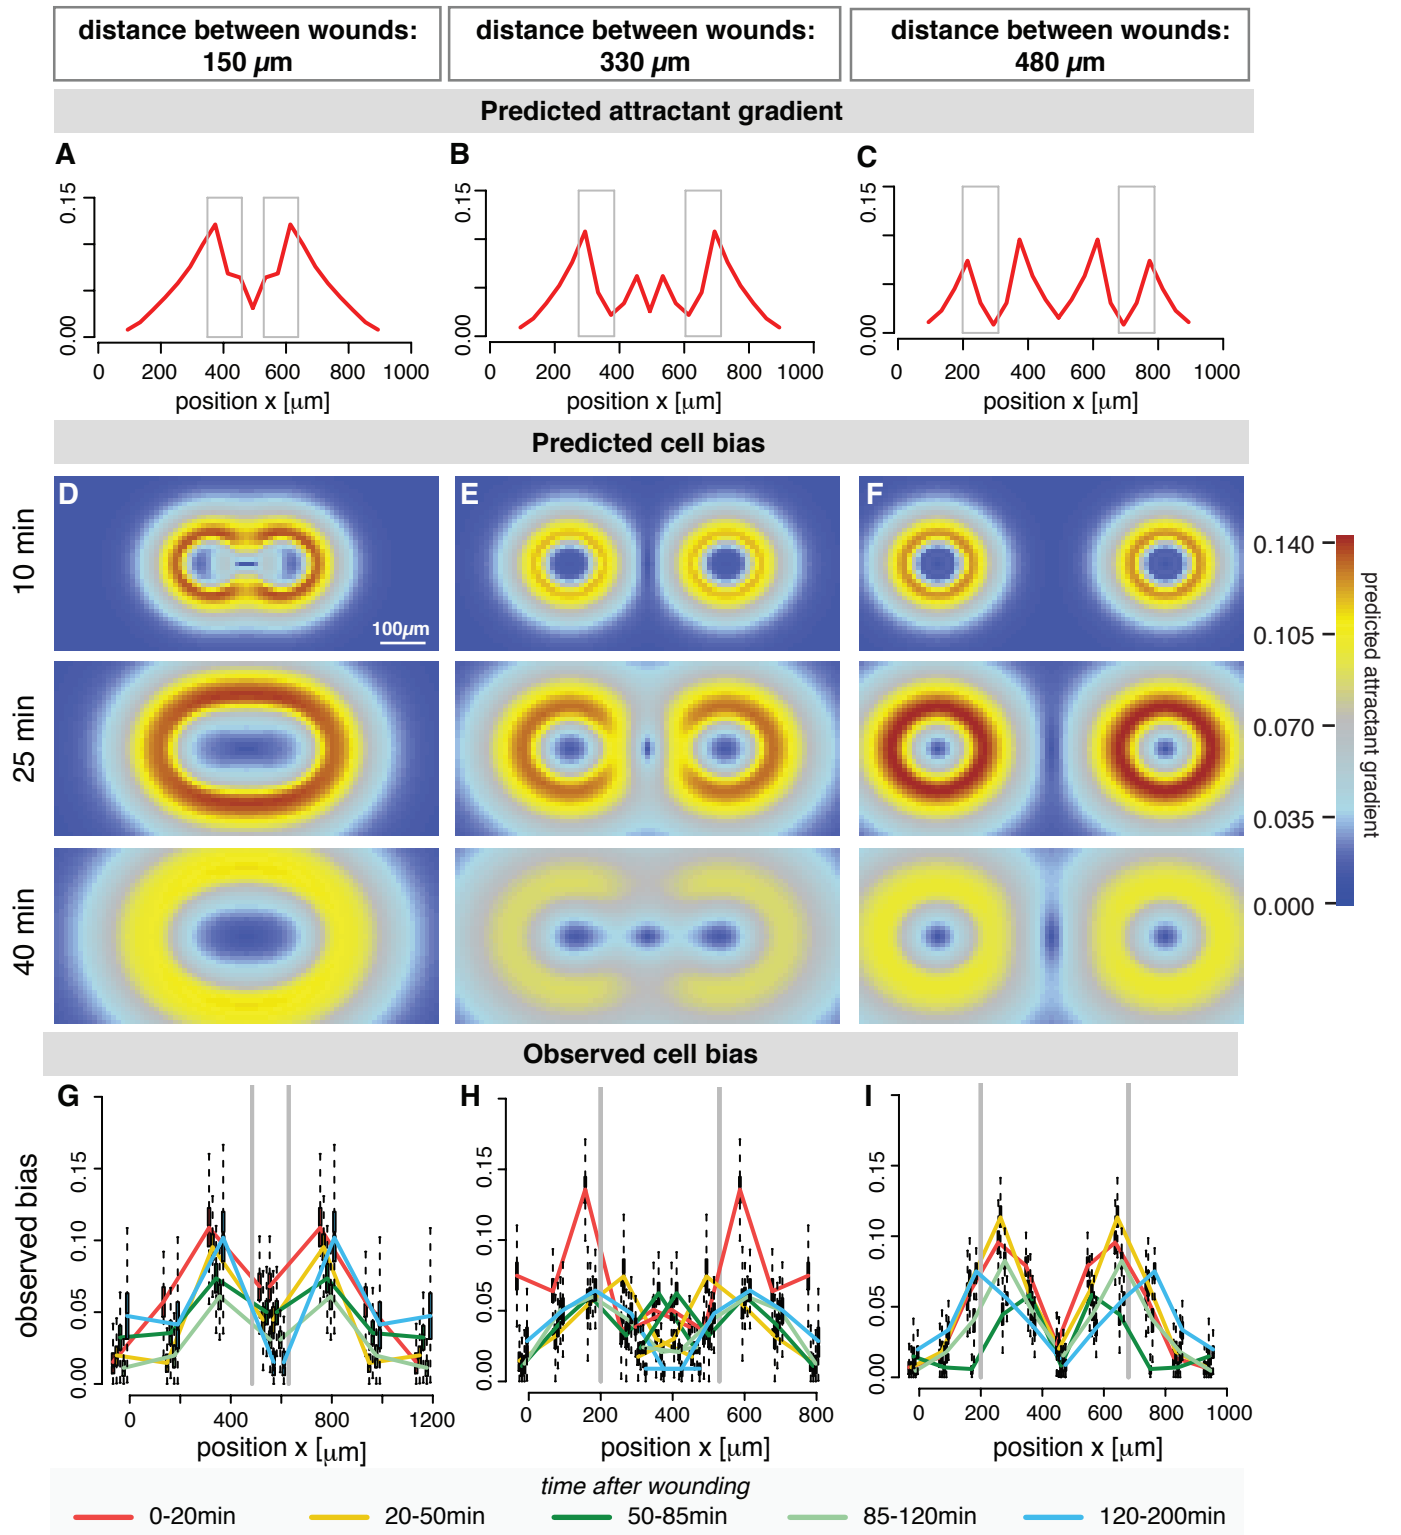 distance between wounds:
150 µm
distance between wounds:
330 µm
distance between wounds:
480 µm
Predicted attractant gradient
A
0.15
0.00
0 200 400 600 800 1000
position x [µm]
B
0.15
0.00
0 200 400 600 800 1000
position x [µm]
C
0.15
0.00
0 200 400 600 800 1000
position x [µm]
Predicted cell bias
10 min
D
100µm
E
F
25 min
40 min
0.140
0.105
0.070
0.035
0.000
predicted attractant gradient
Observed cell bias
observed bias
G
0.15
0.10
0.05
0.00
0 400 800 1200
position x [µm]
H
0.15
0.10
0.05
0.00
0 200 400 600 800
position x [µm]
I
0.15
0.10
0.05
0.00
0 200 400 600 800 1000
position x [µm]
time after wounding
0-20min 20-50min 50-85min 85-120min 120-200min